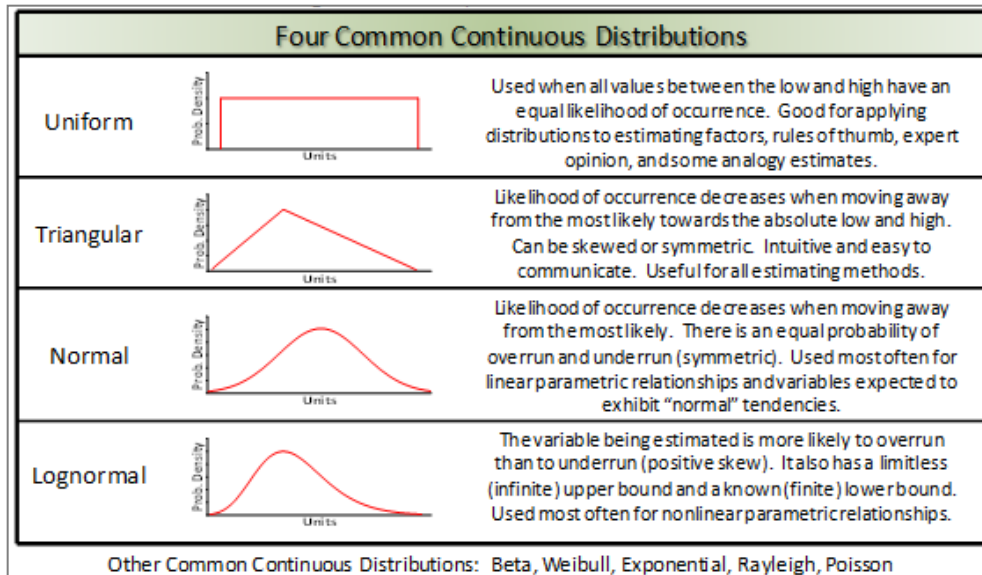 Four Common Continuous Distributions
Uniform
Prob. Density
Units
Used when all values between the low and high have an
equal likelihood of occurrence. Good for applying
distributions to estimating factors, rules of thumb, expert
opinion, and some analogy estimates.
Triangular
Prob. Density
Units
Likelihood of occurrence decreases when moving away
from the most likely towards the absolute low and high.
Can be skewed or symmetric. Intuitive and easy to
communicate. Useful for all estimating methods.
Normal
Prob. Density
Units
Likelihood of occurrence decreases when moving away
from the most likely. There is an equal probability of
overrun and underrun (symmetric). Used most often for
linear parametric relationships and variables expected to
exhibit “normal” tendencies.
Lognormal
Prob. Density
Units
The variable being estimated is more likely to overrun
than to underrun (positive skew). It also has a limitless
(infinite) upper bound and a known (finite) lower bound.
Used most often for nonlinear parametric relationships.
Other Common Continuous Distributions: Beta, Weibull, Exponential, Rayleigh, Poisson